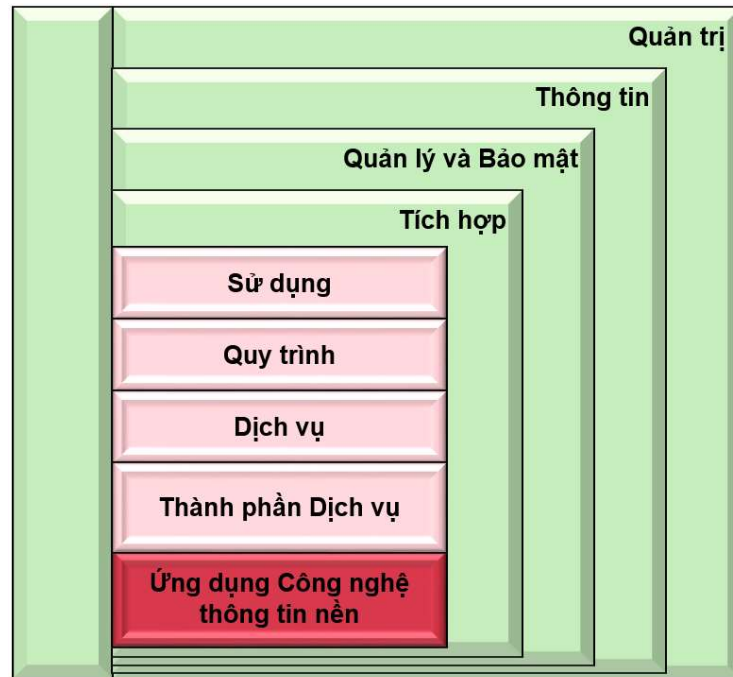 Quản trị
Thông tin
Quản lý và Bảo mật
Tích hợp
Sử dụng
Quy trình
Dịch vụ
Thành phần Dịch vụ
Ứng dụng Công nghệ
thông tin nền